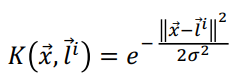 K(x⃗, l⃗ⁱ) = e^(-‖x⃗-l⃗ⁱ‖²/2σ²)